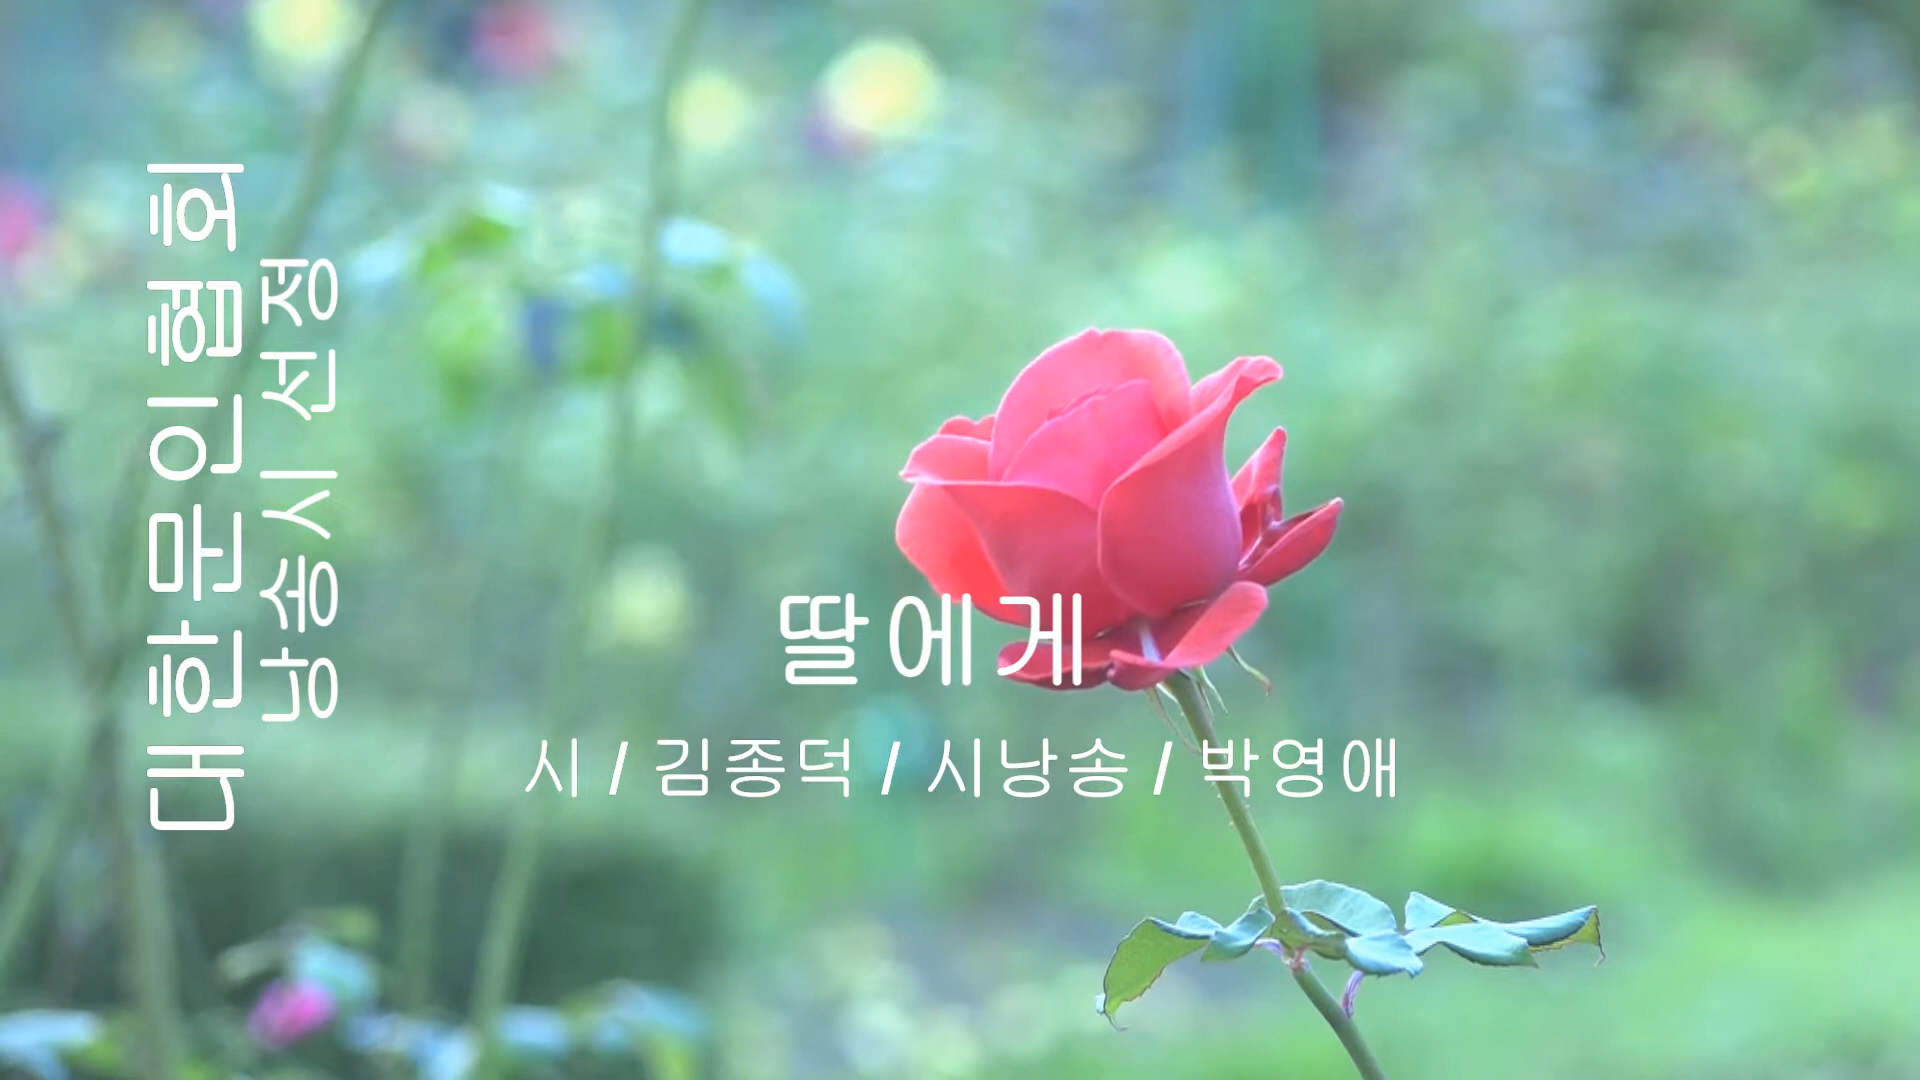 대한문인협회
낭송시 선정
딸에게
시 / 김종덕 / 시낭송 / 박영애